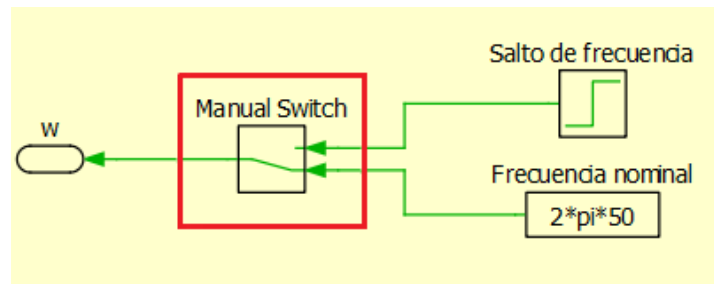 Salto de frecuencia
Manual Switch
W
Frecuencia nominal
2*pi*50